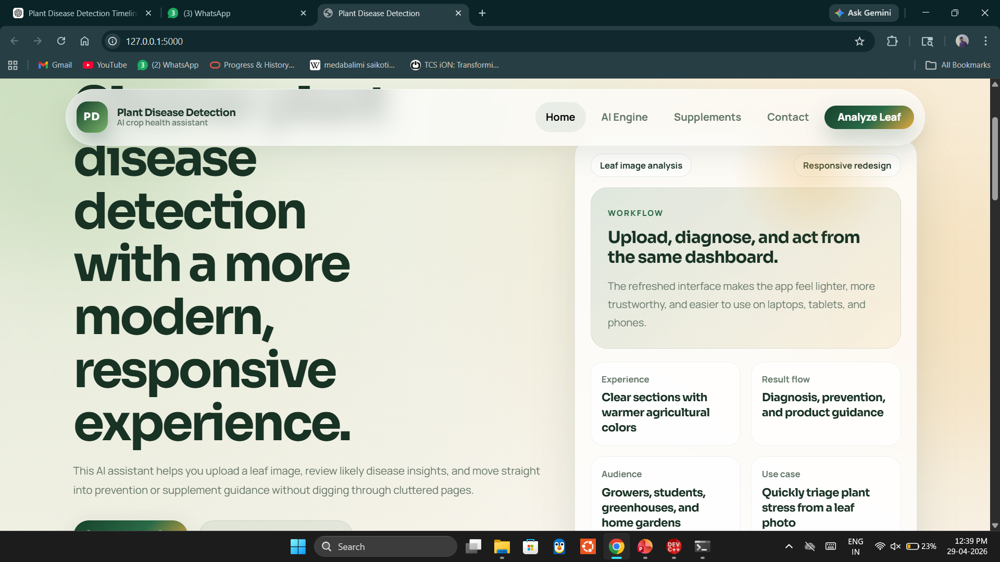 Plant Disease Detection Timelin
3
(3) WhatsApp
Plant Disease Detection
Ask Gemini
127.0.0.1:5000
Gmail
YouTube
3
(2) WhatsApp
Progress & History...
W
medabalimi saikoti...
TCS iON: Transformi...
All Bookmarks
PD
Plant Disease Detection
AI crop health assistant
Home
AI Engine
Supplements
Contact
Analyze Leaf
disease
detection
with a more
modern,
responsive
experience.
This AI assistant helps you upload a leaf image, review likely disease insights, and move straight
into prevention or supplement guidance without digging through cluttered pages.
Leaf image analysis
Responsive redesign
WORKFLOW
Upload, diagnose, and act from
the same dashboard.
The refreshed interface makes the app feel lighter, more
trustworthy, and easier to use on laptops, tablets, and
phones.
Experience
Clear sections with
warmer agricultural
colors
Result flow
Diagnosis, prevention,
and product guidance
Audience
Growers, students,
greenhouses, and
home gardens
Use case
Quickly triage plant
stress from a leaf
photo
Search
P
DEV
C++
ENG
IN
23%
12:39 PM
29-04-2026